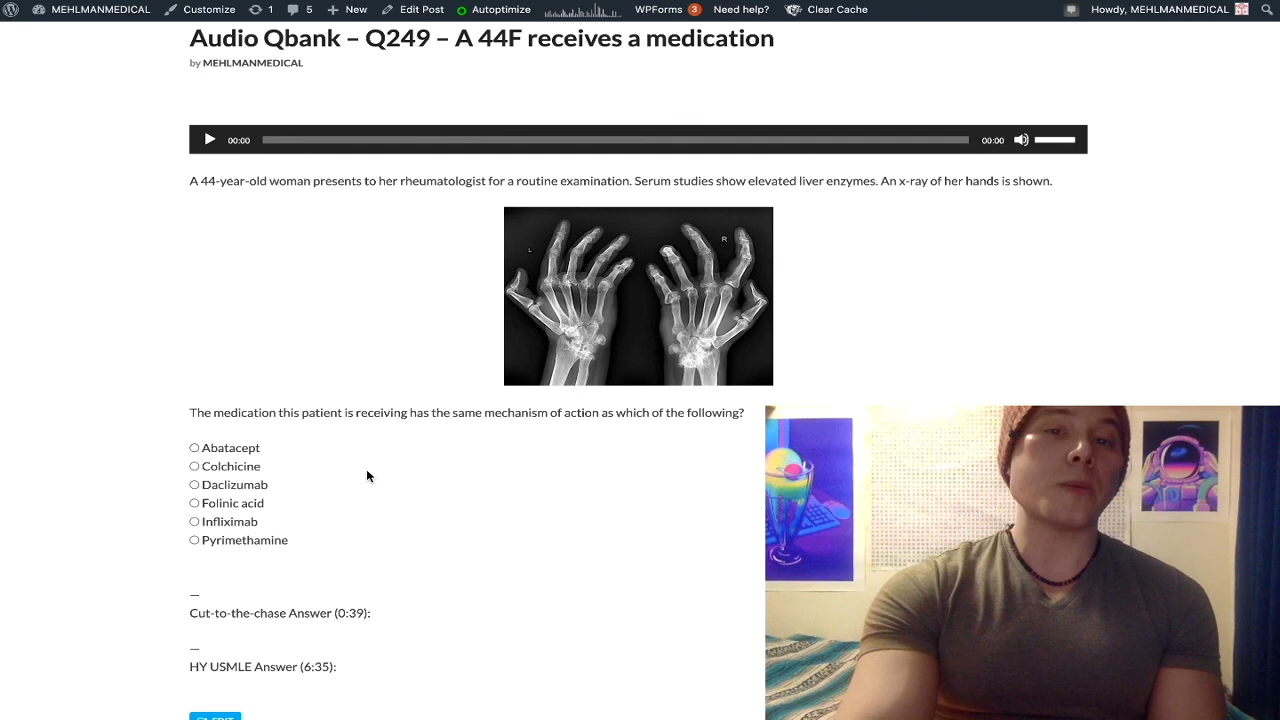 MEHLMANMEDICAL Customize 1 5 New Edit Post Autoptimize WPForms 3 Need help? Clear Cache Howdy, MEHLMANMEDICAL
Audio Qbank – Q249 – A 44F receives a medication
by MEHLMANMEDICAL
00:00 00:00
A 44-year-old woman presents to her rheumatologist for a routine examination. Serum studies show elevated liver enzymes. An x-ray of her hands is shown.
L R
The medication this patient is receiving has the same mechanism of action as which of the following?
Abatacept
Colchicine
Daclizumab
Folinic acid
Infliximab
Pyrimethamine
—
Cut-to-the-chase Answer (0:39):
—
HY USMLE Answer (6:35):
EDIT